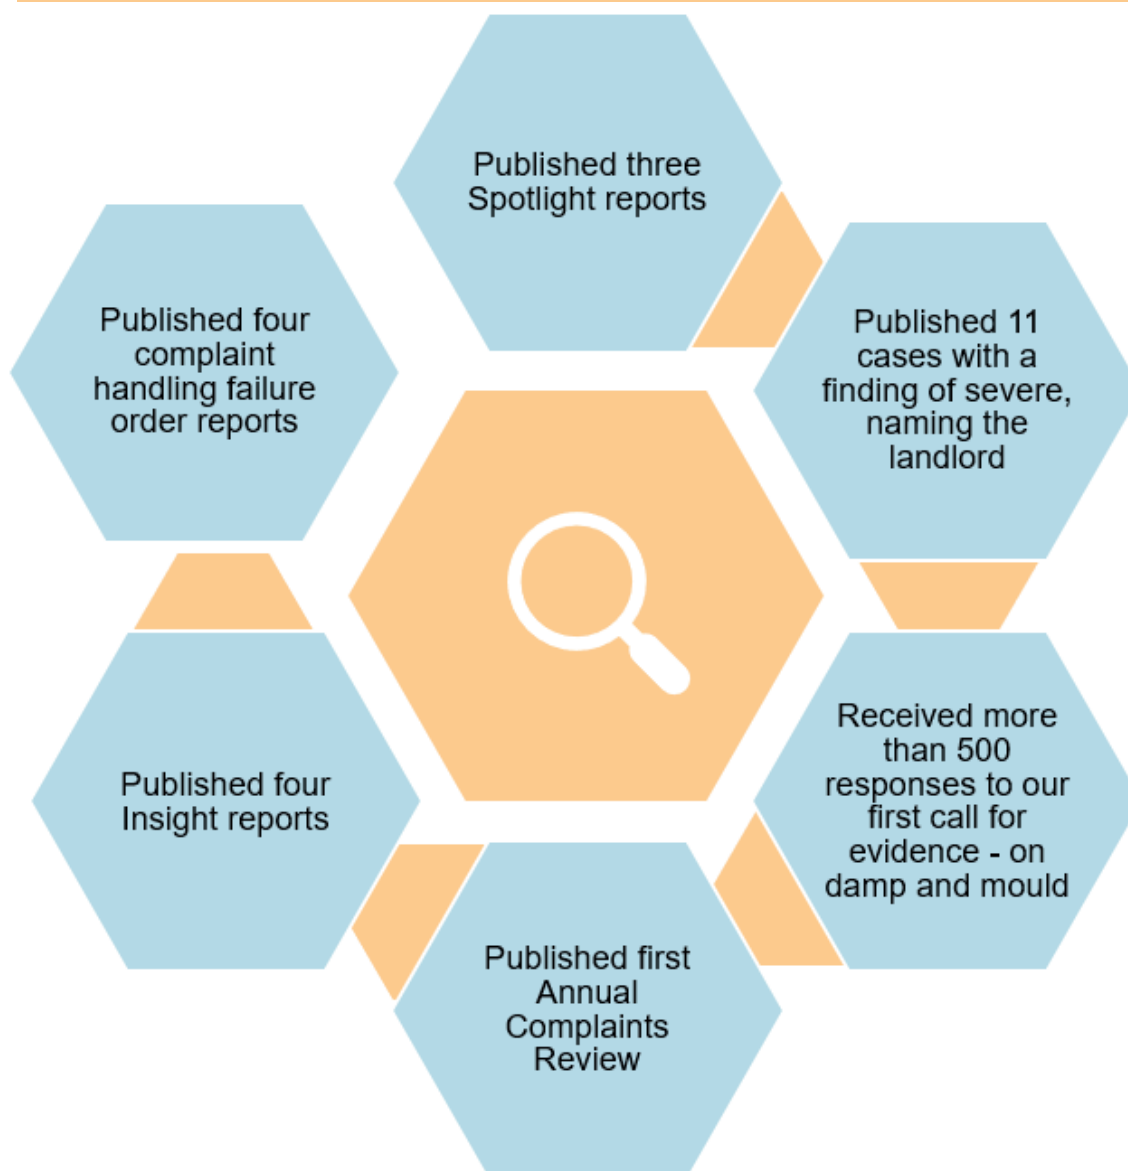 Published three
Spotlight reports
Published 11
cases with a
finding of severe,
naming the
landlord
Received more
than 500
responses to our
first call for
evidence - on
damp and mould
Published first
Annual
Complaints
Review
Published four
Insight reports
Published four
complaint
handling failure
order reports